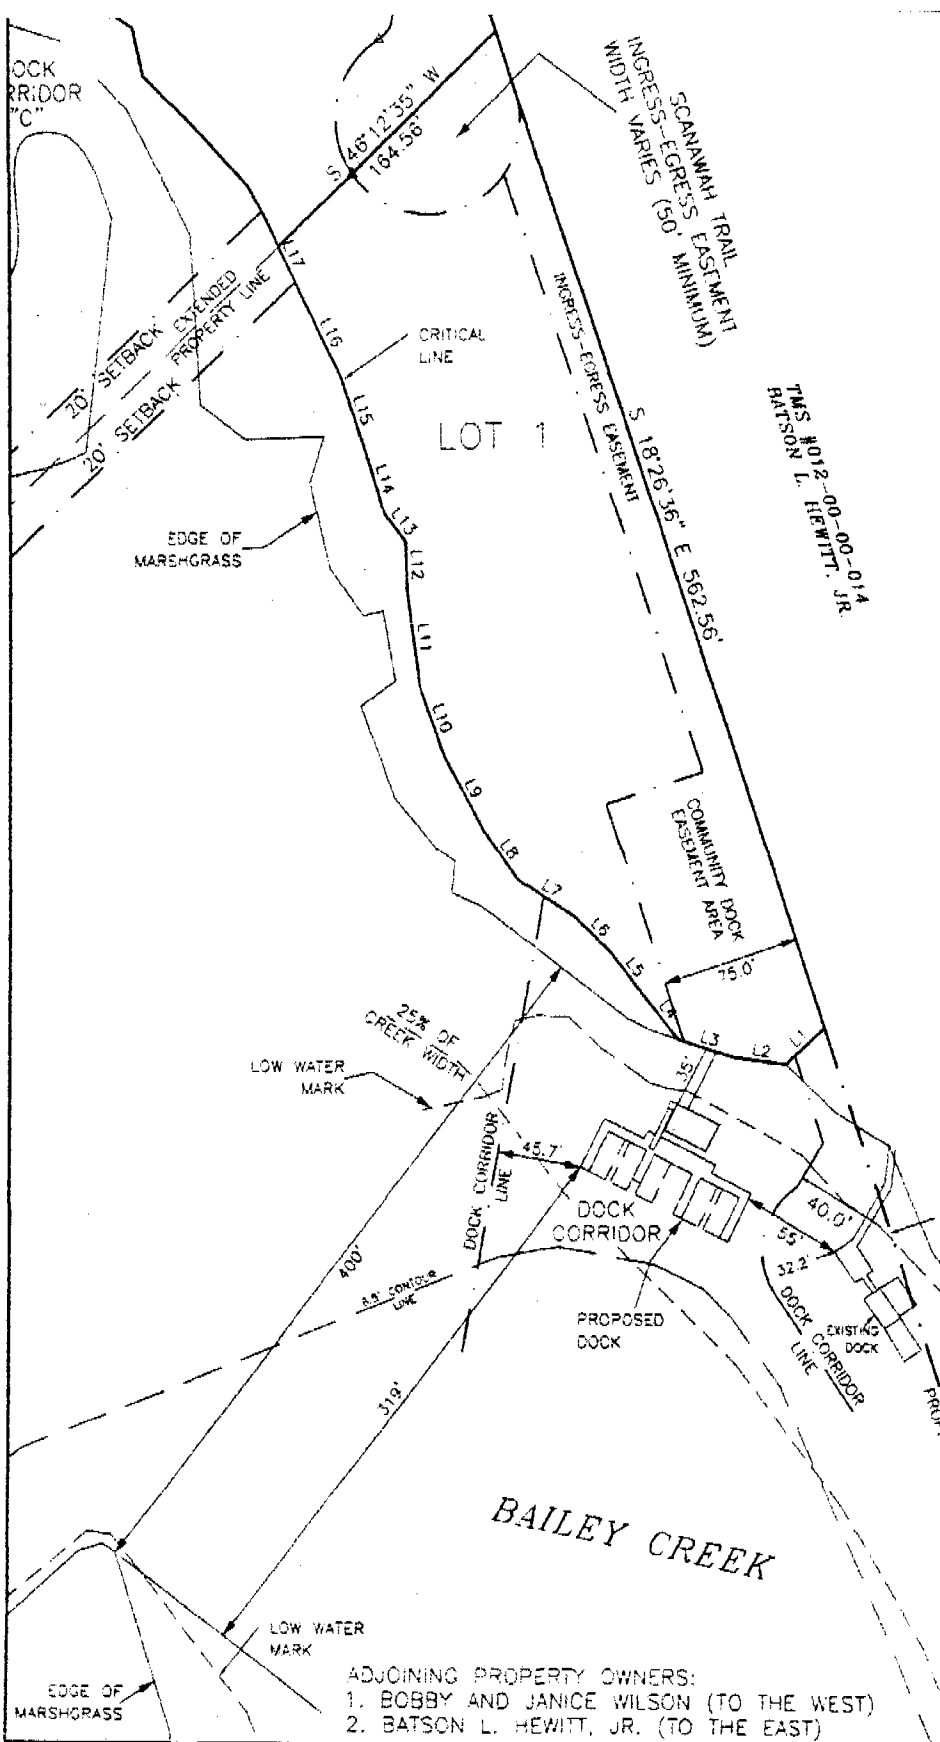 OCK
RRIDOR
"C"
S 46°12'35" W
164.56'
SCANAWAH TRAIL
INGRESS-EGRESS EASEMENT
WIDTH VARIES (50' MINIMUM)
L17
20' SETBACK EXTENDED
PROPERTY LINE
20' SETBACK
L16
CRITICAL
LINE
INGRESS-EGRESS EASEMENT
L15
LOT 1
S 18°26'36" E 562.56'
TMS #012-00-00-014
BATSON L. HEWITT, JR.
L14
L13
EDGE OF
MARSHGRASS
L12
L11
L10
L9
L8
COMMUNITY DOCK
EASEMENT AREA
L7
L6
L5
75.0'
L4
25% OF
CREEK WIDTH
L3
L2
L1
LOW WATER
MARK
35'
DOCK CORRIDOR
LINE
45.7'
DOCK
CORRIDOR
40.0'
55'
32.2'
400'
DOCK CORRIDOR
LINE
PROPOSED
DOCK
EXISTING
DOCK
CONTOUR
LINE
319'
PROP
BAILEY CREEK
LOW WATER
MARK
EDGE OF
MARSHGRASS
ADJOINING PROPERTY OWNERS:
1. BOBBY AND JANICE WILSON (TO THE WEST)
2. BATSON L. HEWITT, JR. (TO THE EAST)